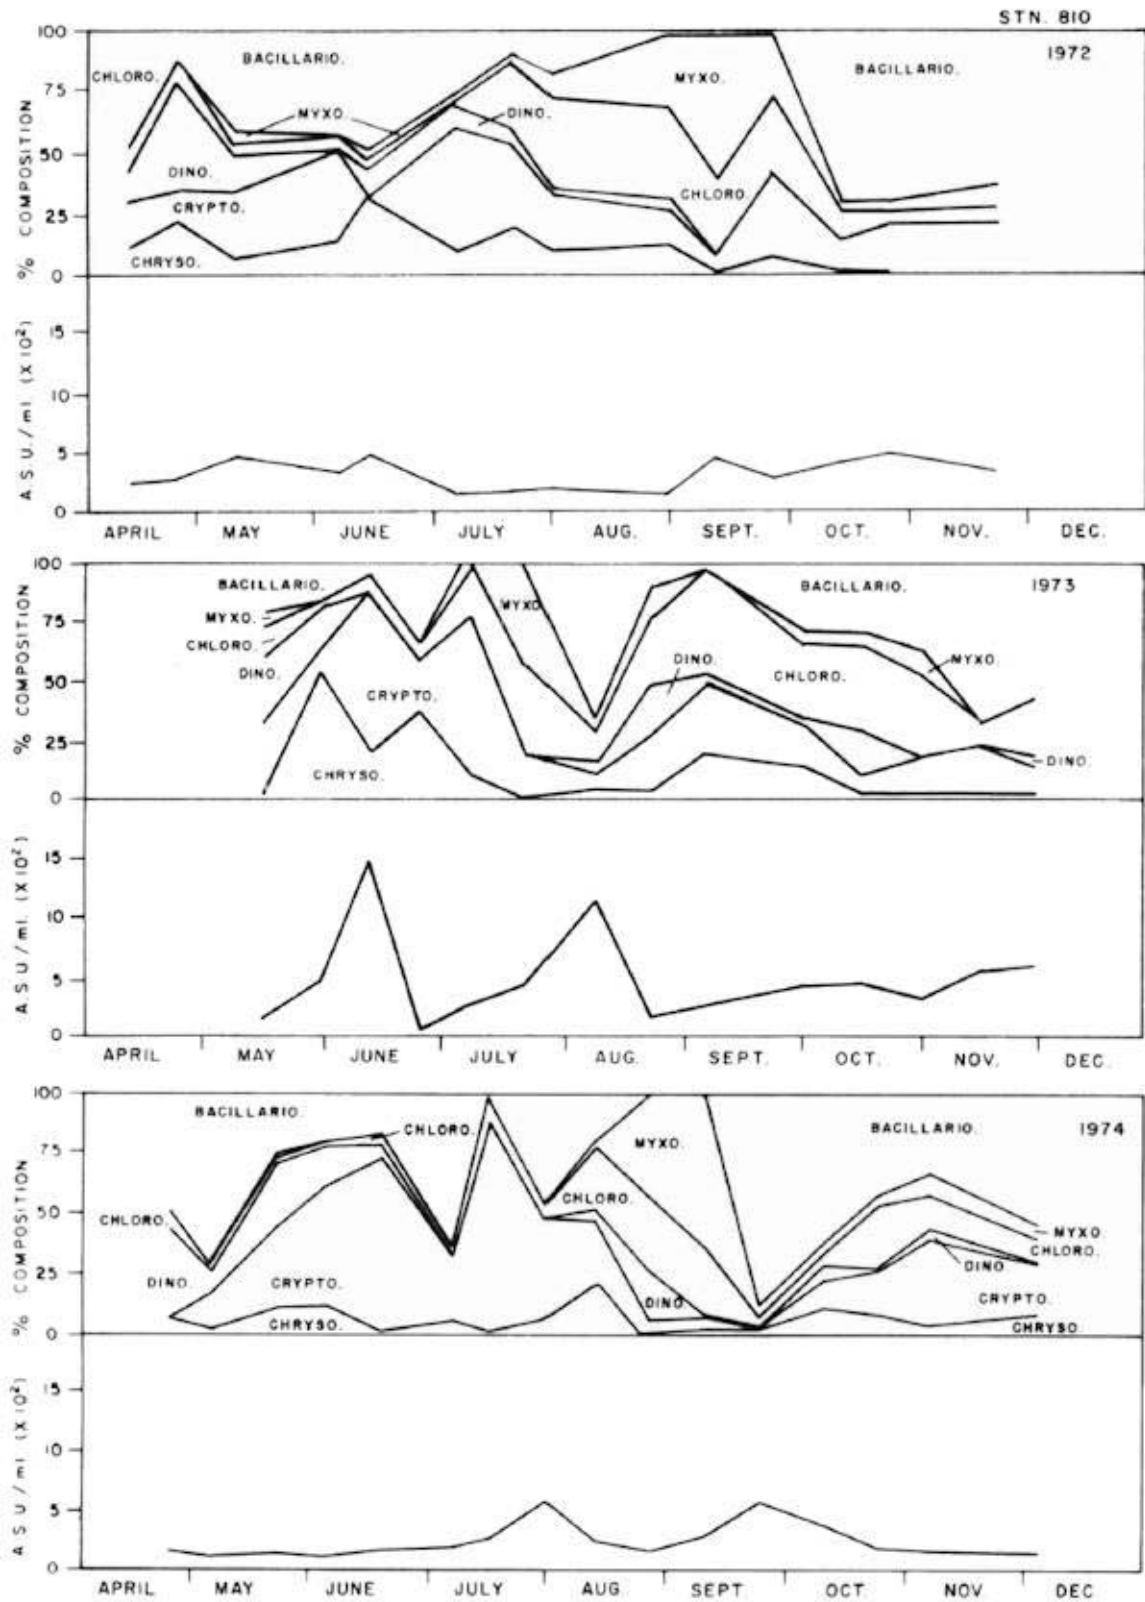 STN. 810
1972
100
75
50
25
0
% COMPOSITION
CHLORO.
BACILLARIO.
BACILLARIO.
MYXO.
MYXO.
DINO.
DINO.
CRYPTO.
CHLORO
CHRYSO.
15
10
5
0
A.S.U./ml. (X10²)
APRIL MAY JUNE JULY AUG. SEPT. OCT. NOV. DEC.
1973
100
75
50
25
0
% COMPOSITION
BACILLARIO.
BACILLARIO.
MYXO.
MYXO
CHLORO.
DINO.
DINO.
CHLORO.
MYXO.
CRYPTO.
CHRYSO.
DINO.
15
10
5
0
A S U / ml. (X10²)
APRIL MAY JUNE JULY AUG. SEPT. OCT. NOV. DEC.
1974
100
75
50
25
0
% COMPOSITION
BACILLARIO.
CHLORO.
BACILLARIO.
MYXO.
CHLORO.
CHLORO.
MYXO.
CHLORO.
DINO.
DINO
CRYPTO.
DINO.
CRYPTO.
CHRYSO.
CHRYSO.
15
10
5
0
A S U / ml (X10²)
APRIL MAY JUNE JULY AUG. SEPT. OCT. NOV. DEC.